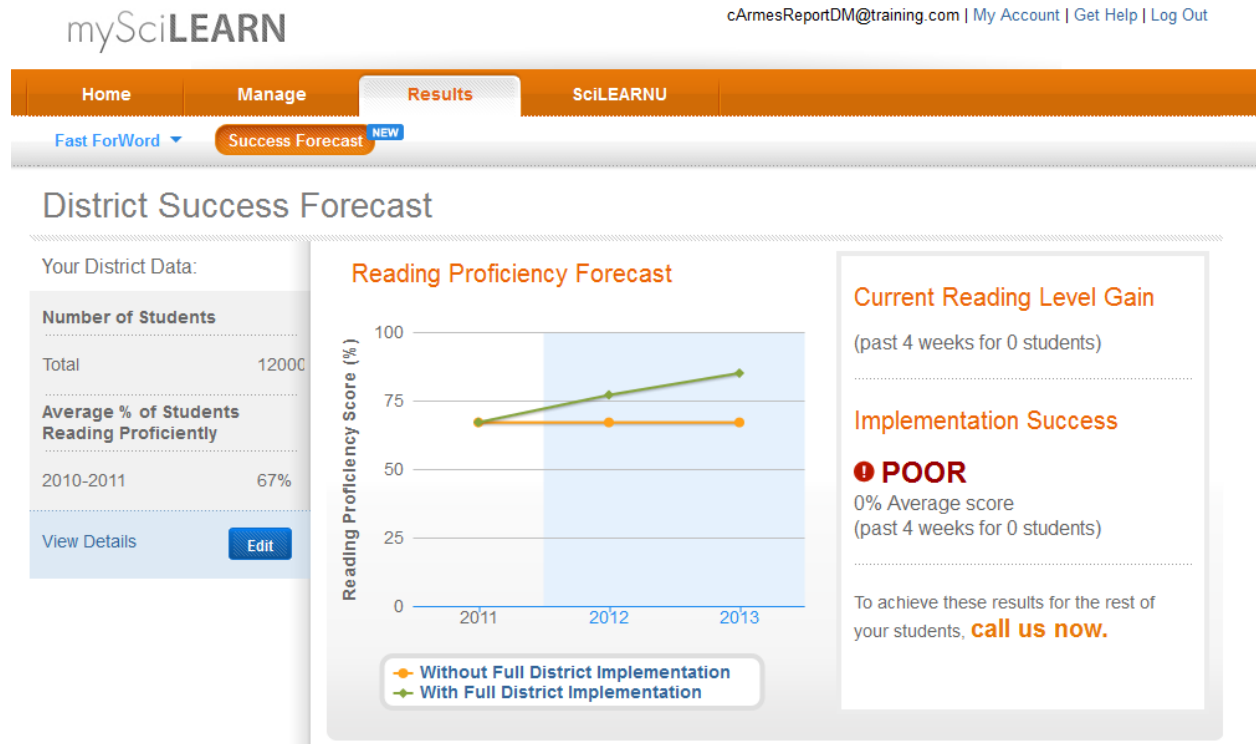 mySciLEARN
cArmesReportDM@training.com | My Account | Get Help | Log Out
Home
Manage
Results
SciLEARNU
Fast ForWord
Success Forecast
NEW
District Success Forecast
Your District Data:
Number of Students
Total 12000
Average % of Students
Reading Proficiently
2010-2011 67%
View Details
Edit
Reading Proficiency Forecast
Reading Proficiency Score (%)
100
75
50
25
0
2011
2012
2013
Without Full District Implementation
With Full District Implementation
Current Reading Level Gain
(past 4 weeks for 0 students)
Implementation Success
POOR
0% Average score
(past 4 weeks for 0 students)
To achieve these results for the rest of
your students, call us now.